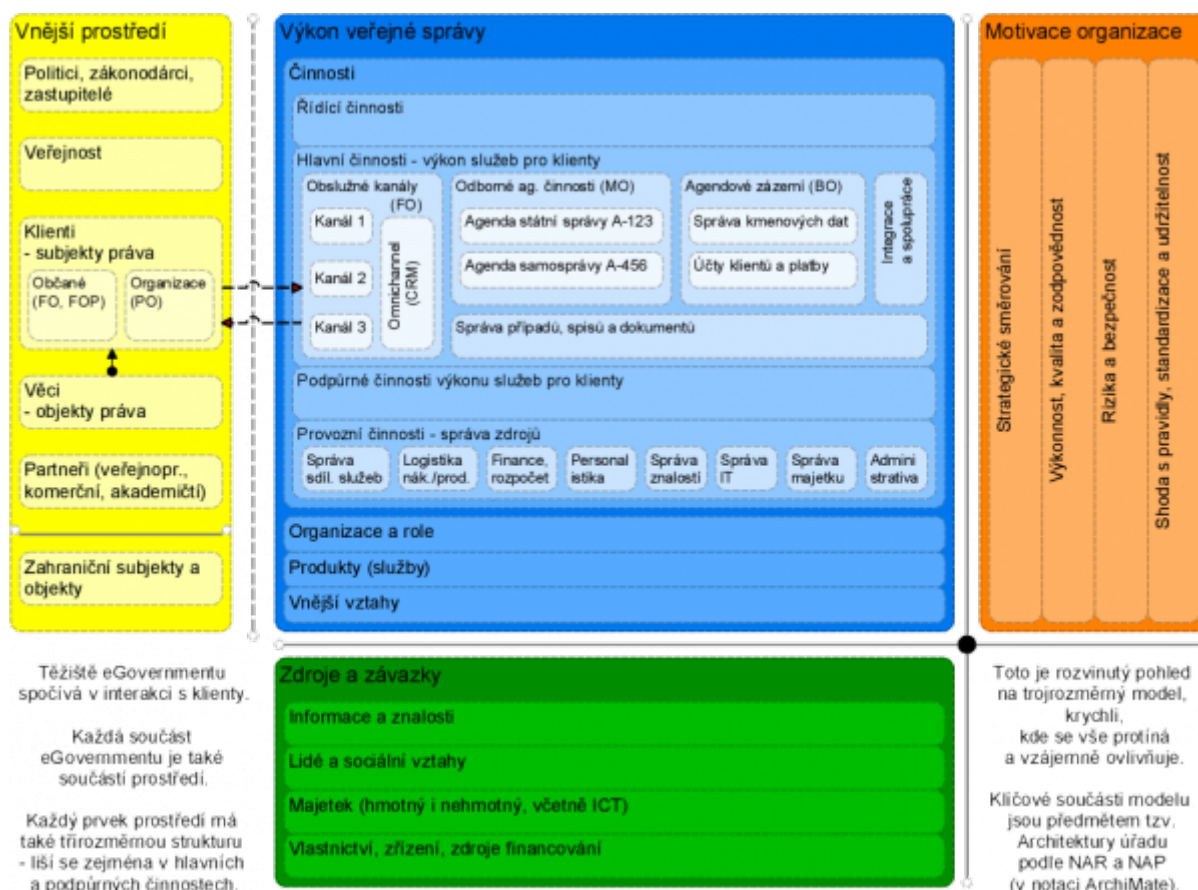 Vnější prostředí
Politici, zákonodárci,
zastupitelé
Veřejnost
Klienti
- subjekty práva
Občané
(FO, FOP)
Organizace
(PO)
Věci
- objekty práva
Partneři (veřejnopr.,
komerční, akademičtí)
Zahraniční subjekty a
objekty
Výkon veřejné správy
Činnosti
Řídící činnosti
Hlavní činnosti - výkon služeb pro klienty
Obslužné kanály
(FO)
Kanál 1
Kanál 2
Kanál 3
Omnichannel
(CRM)
Odborné ag. činnosti (MO)
Agenda státní správy A-123
Agenda samosprávy A-456
Agendové zázemí (BO)
Správa kmenových dat
Účty klientů a platby
Integrace
a spolupráce
Správa případů, spisů a dokumentů
Podpůrné činnosti výkonu služeb pro klienty
Provozní činnosti - správa zdrojů
Správa
sdíl. služeb
Logistika
nák./prod.
Finance,
rozpočet
Personal
istika
Správa
znalostí
Správa
IT
Správa
majetku
Admini
strativa
Organizace a role
Produkty (služby)
Vnější vztahy
Motivace organizace
Strategické směrování
Výkonnost, kvalita a zodpovědnost
Rizika a bezpečnost
Shoda s pravidly, standardizace a udržitelnost
Zdroje a závazky
Informace a znalosti
Lidé a sociální vztahy
Majetek (hmotný i nehmotný, včetně ICT)
Vlastnictví, zřízení, zdroje financování
Těžiště eGovernmentu
spočívá v interakci s klienty.
Každá součást
eGovernmentu je také
součástí prostředí.
Každý prvek prostředí má
také třírozměrnou strukturu
- liší se zejména v hlavních
a podpůrných činnostech.
Toto je rozvinutý pohled
na trojrozměrný model,
krychli,
kde se vše protíná
a vzájemně ovlivňuje.
Klíčové součásti modelu
jsou předmětem tzv.
Architektury úřadu
podle NAR a NAP
(v notaci ArchiMate).